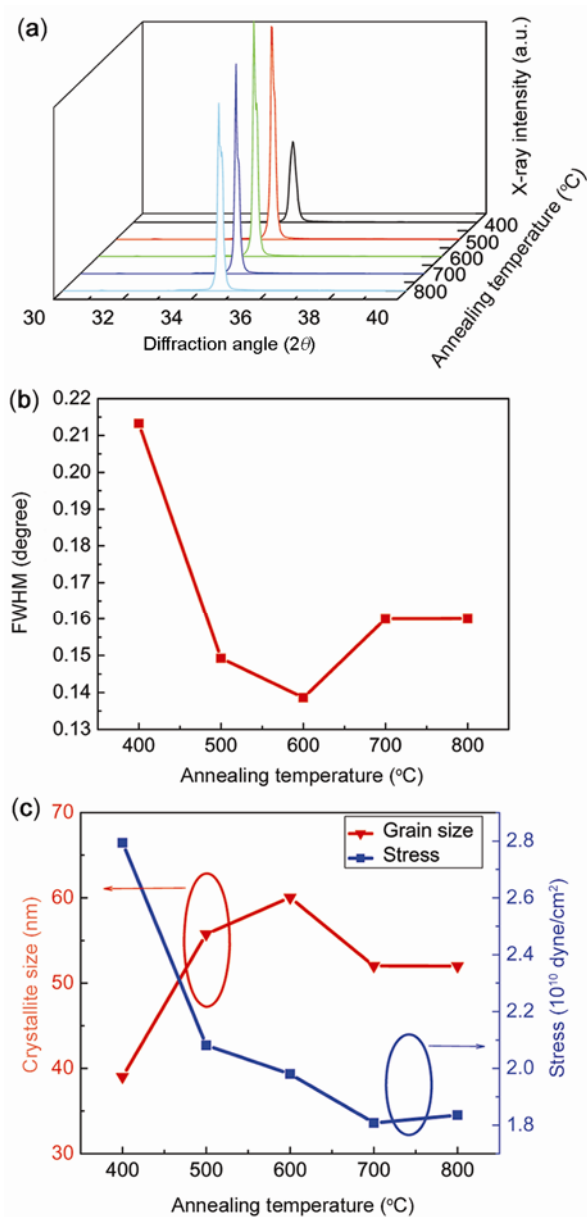 (a)
X-ray intensity (a.u.)
Annealing temperature (°C)
400
500
600
700
800
30 32 34 36 38 40
Diffraction angle (2θ)
(b)
FWHM (degree)
0.22
0.21
0.20
0.19
0.18
0.17
0.16
0.15
0.14
0.13
400 500 600 700 800
Annealing temperature (°C)
(c)
Crystallite size (nm)
70
60
50
40
30
Grain size
Stress
2.8
2.6
2.4
2.2
2.0
1.8
Stress (10¹⁰ dyne/cm²)
400 500 600 700 800
Annealing temperature (°C)